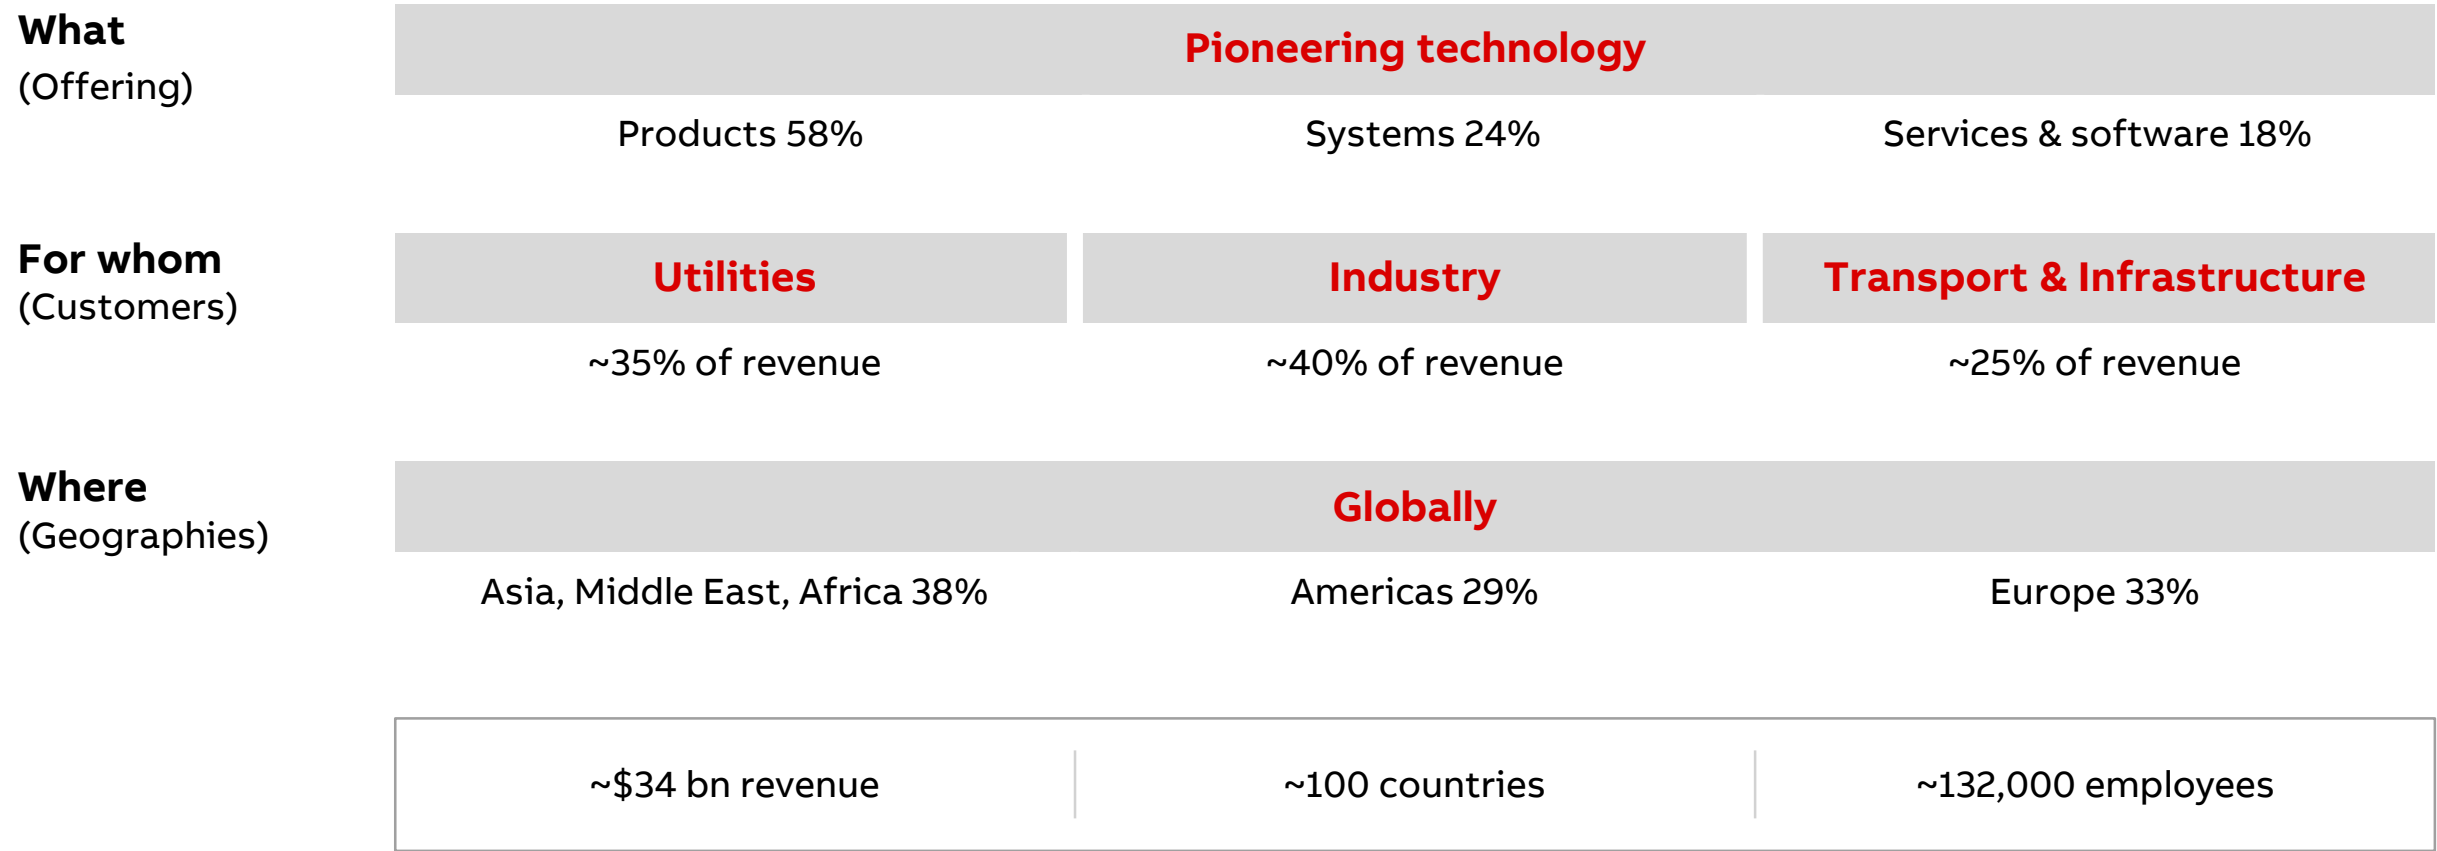 What
(Offering)
Pioneering technology
Products 58%
Systems 24%
Services & software 18%
For whom
(Customers)
Utilities
Industry
Transport & Infrastructure
~35% of revenue
~40% of revenue
~25% of revenue
Where
(Geographies)
Globally
Asia, Middle East, Africa 38%
Americas 29%
Europe 33%
~$34 bn revenue
~100 countries
~132,000 employees